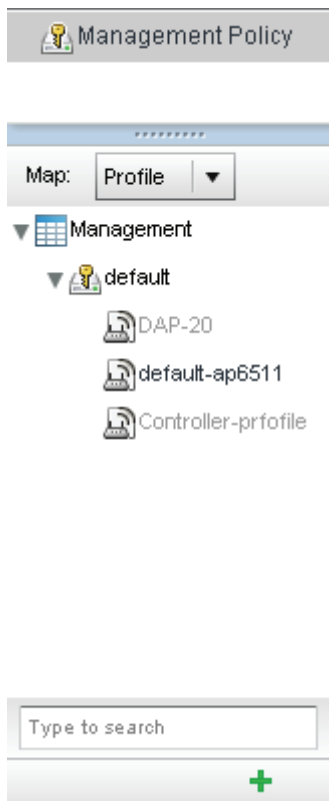 Management Policy
Map: Profile
Management
default
DAP-20
default-ap6511
Controller-prfofile
Type to search